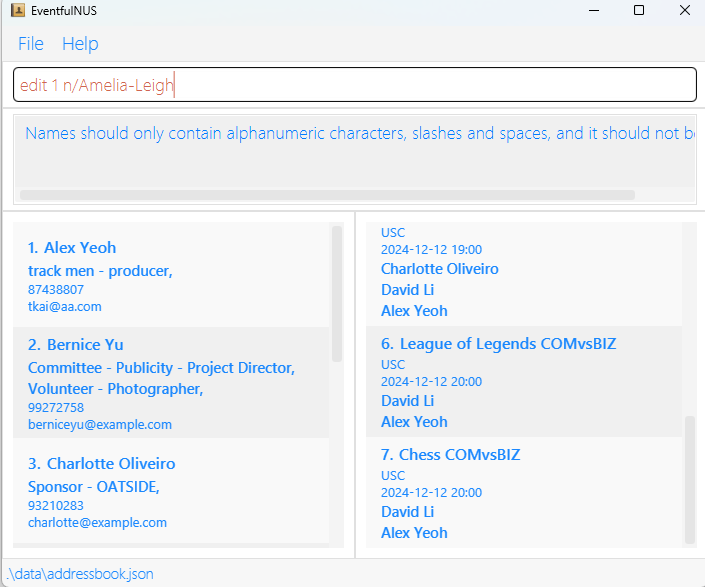 EventfulNUS
File Help
edit 1 n/Amelia-Leigh
Names should only contain alphanumeric characters, slashes and spaces, and it should not b
1. Alex Yeoh
track men - producer,
87438807
tkai@aa.com
2. Bernice Yu
Committee - Publicity - Project Director,
Volunteer - Photographer,
99272758
berniceyu@example.com
3. Charlotte Oliveiro
Sponsor - OATSIDE,
93210283
charlotte@example.com
USC
2024-12-12 19:00
Charlotte Oliveiro
David Li
Alex Yeoh
6. League of Legends COMvsBIZ
USC
2024-12-12 20:00
David Li
Alex Yeoh
7. Chess COMvsBIZ
USC
2024-12-12 20:00
David Li
Alex Yeoh
.\data\addressbook.json